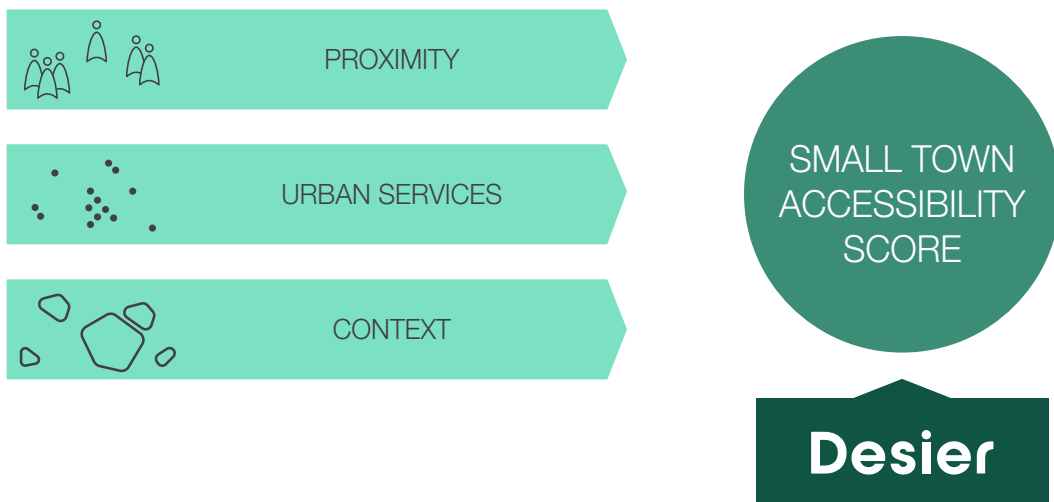 PROXIMITY
URBAN SERVICES
CONTEXT
SMALL TOWN
ACCESSIBILITY
SCORE
Desier